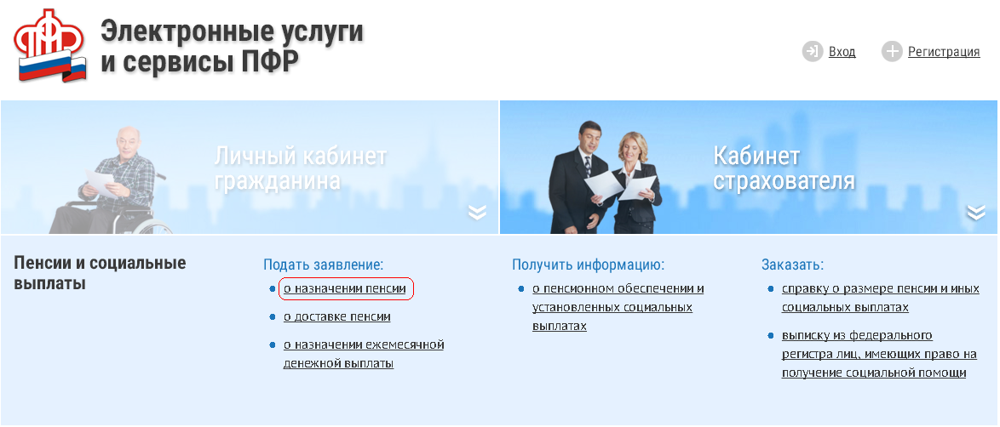 Электронные услуги
и сервисы ПФР
Вход
Регистрация
Личный кабинет
гражданина
Кабинет
страхователя
Пенсии и социальные
выплаты
Подать заявление:
о назначении пенсии
о доставке пенсии
о назначении ежемесячной
денежной выплаты
Получить информацию:
о пенсионном обеспечении и
установленных социальных
выплатах
Заказать:
справку о размере пенсии и иных
социальных выплатах
выписку из федерального
регистра лиц, имеющих право на
получение социальной помощи